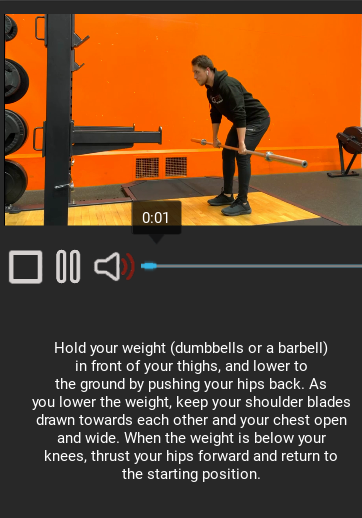 0:01
Hold your weight (dumbbells or a barbell)
in front of your thighs, and lower to
the ground by pushing your hips back. As
you lower the weight, keep your shoulder blades
drawn towards each other and your chest open
and wide. When the weight is below your
knees, thrust your hips forward and return to
the starting position.